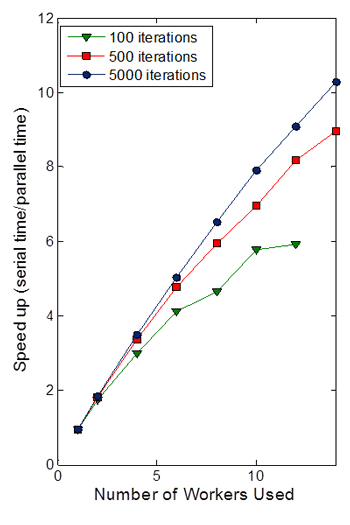 12
100 iterations
500 iterations
5000 iterations
10
8
6
4
2
0
0 5 10
Speed up (serial time/parallel time)
Number of Workers Used